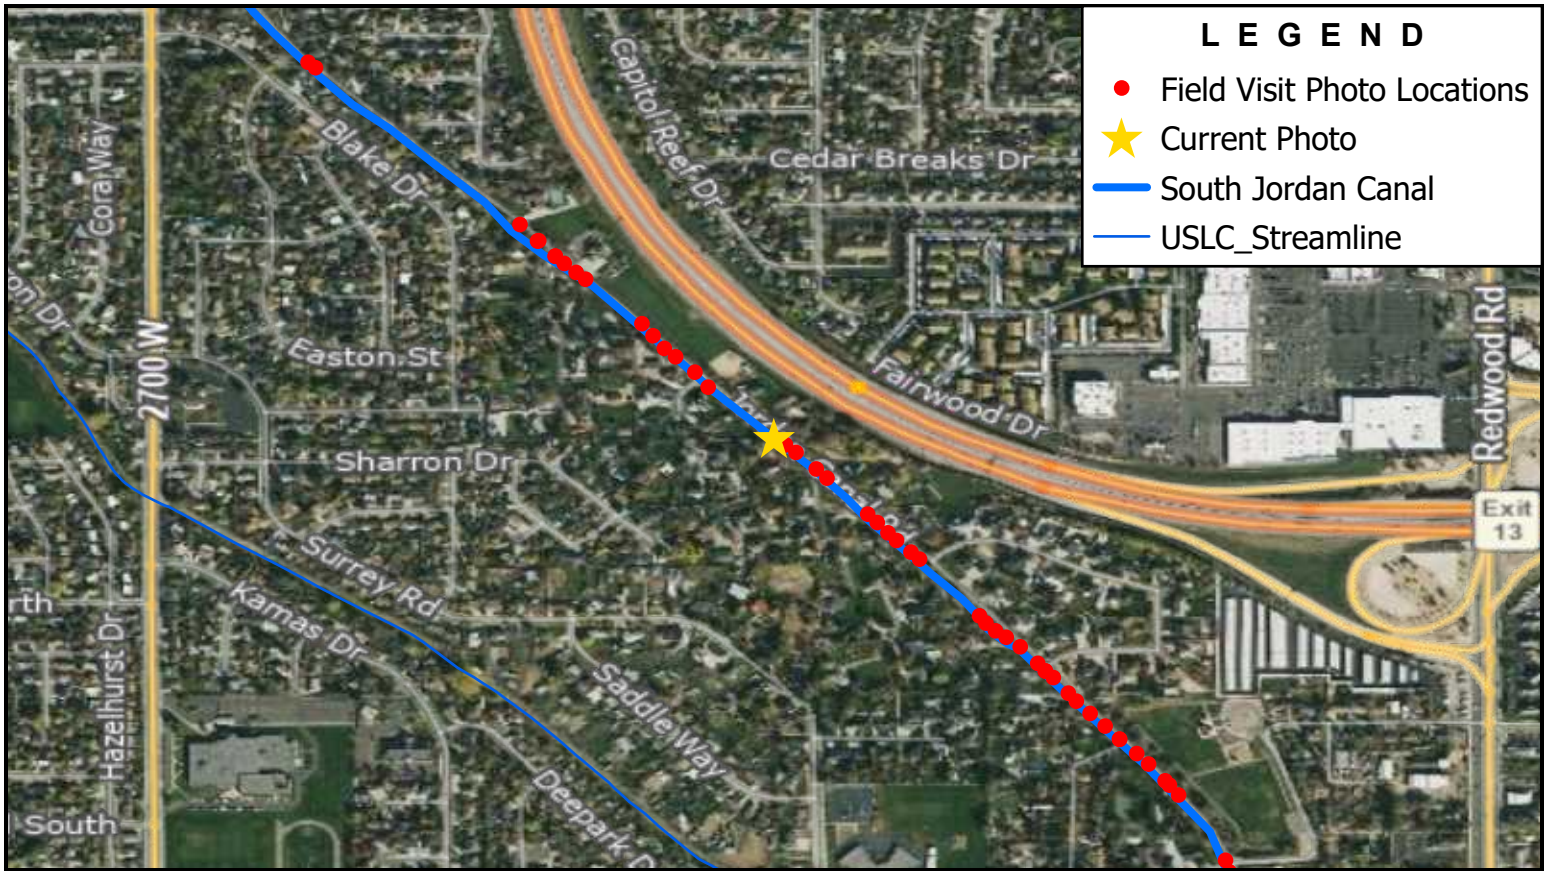 L E G E N D
Field Visit Photo Locations
Current Photo
South Jordan Canal
USLC_Streamline
Capitol Reef Dr
Cedar Breaks Dr
Cora Way
Blake Dr
on Dr
2700 W
Easton St
Fairwood Dr
Redwood Rd
Sharron Dr
Exit
13
Surrey Rd
Kamas Dr
rth
Hazelhurst Dr
Saddle Way
Deepark D
South